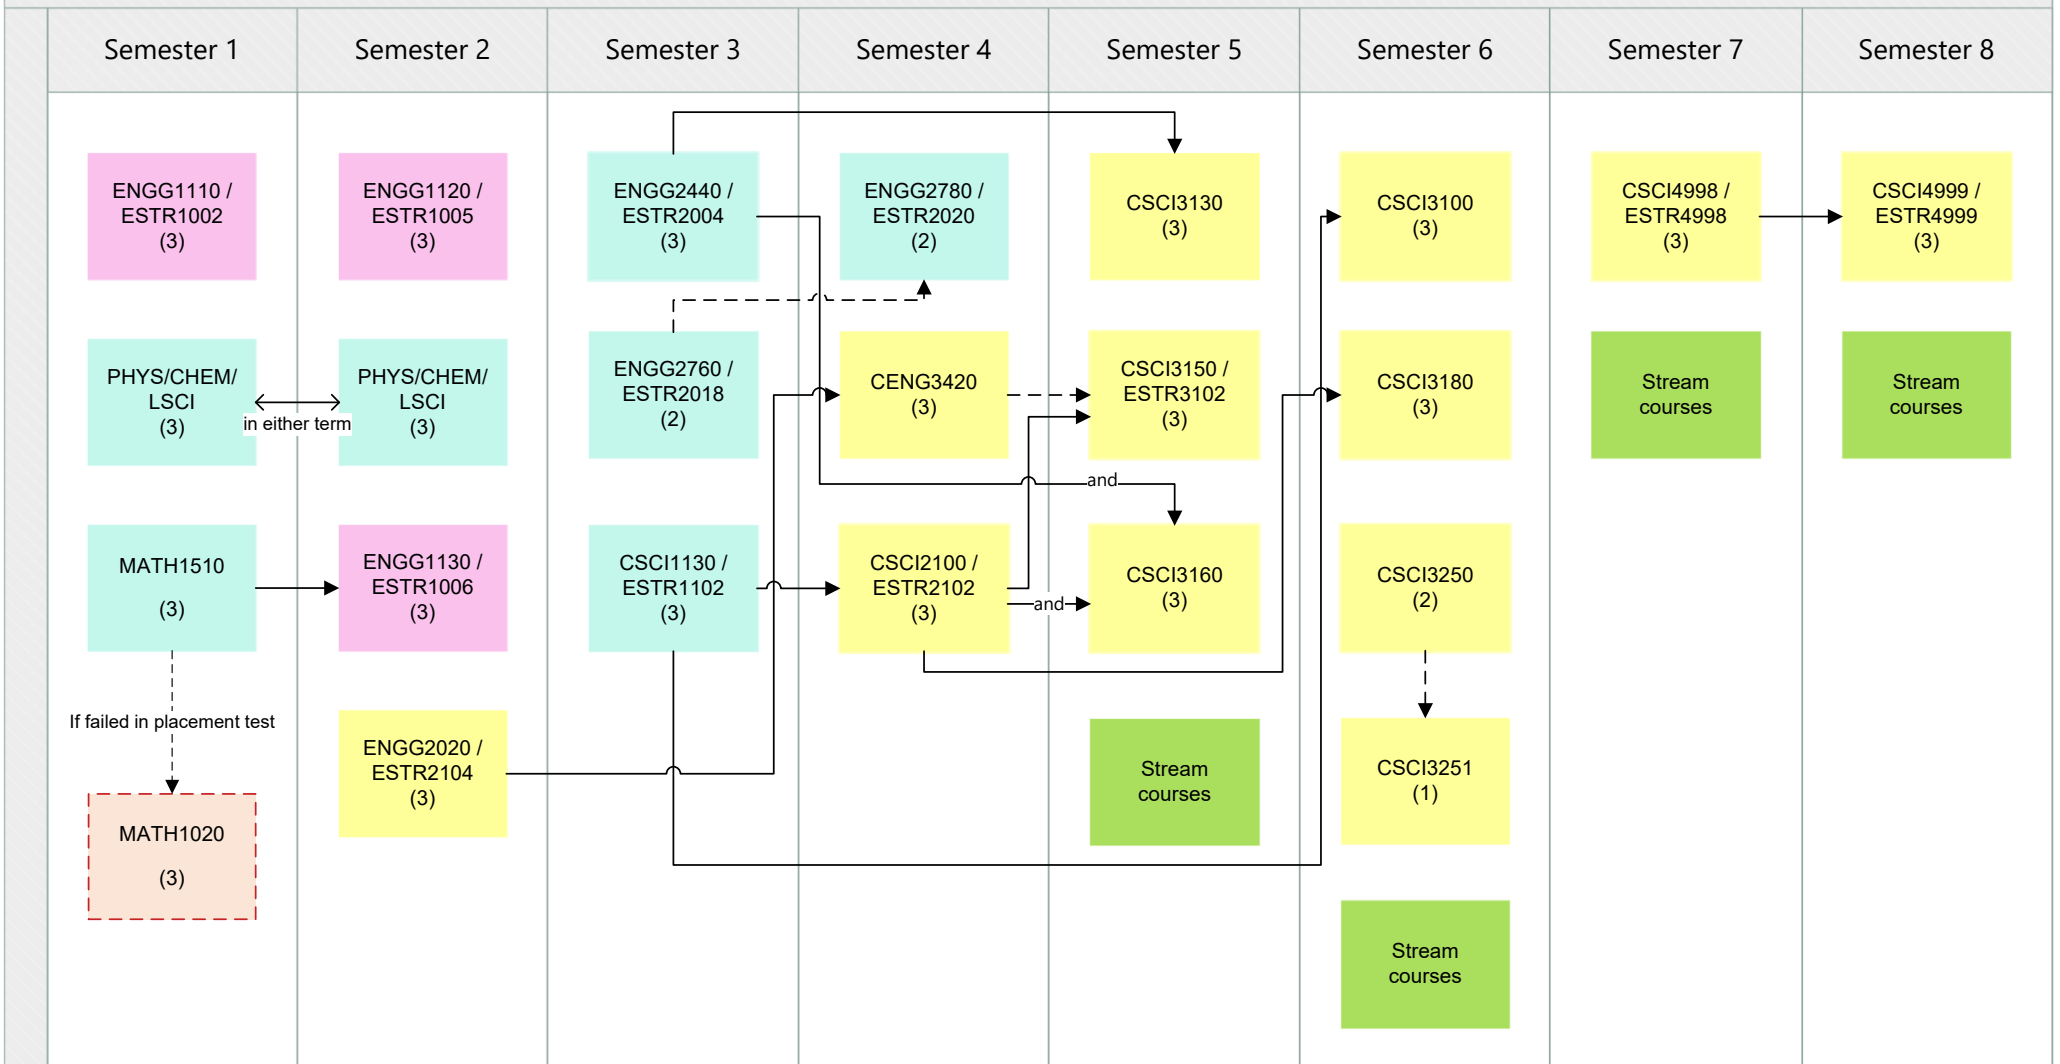 Semester 1
Semester 2
Semester 3
Semester 4
Semester 5
Semester 6
Semester 7
Semester 8
ENGG1110 /
ESTR1002
(3)
PHYS/CHEM/
LSCI
(3)
in either term
MATH1510
(3)
If failed in placement test
MATH1020
(3)
ENGG1120 /
ESTR1005
(3)
PHYS/CHEM/
LSCI
(3)
ENGG1130 /
ESTR1006
(3)
ENGG2020 /
ESTR2104
(3)
ENGG2440 /
ESTR2004
(3)
ENGG2760 /
ESTR2018
(2)
CSCI1130 /
ESTR1102
(3)
ENGG2780 /
ESTR2020
(2)
CENG3420
(3)
CSCI2100 /
ESTR2102
(3)
and
and
CSCI3130
(3)
CSCI3150 /
ESTR3102
(3)
CSCI3160
(3)
Stream
courses
CSCI3100
(3)
CSCI3180
(3)
CSCI3250
(2)
CSCI3251
(1)
Stream
courses
CSCI4998 /
ESTR4998
(3)
Stream
courses
CSCI4999 /
ESTR4999
(3)
Stream
courses